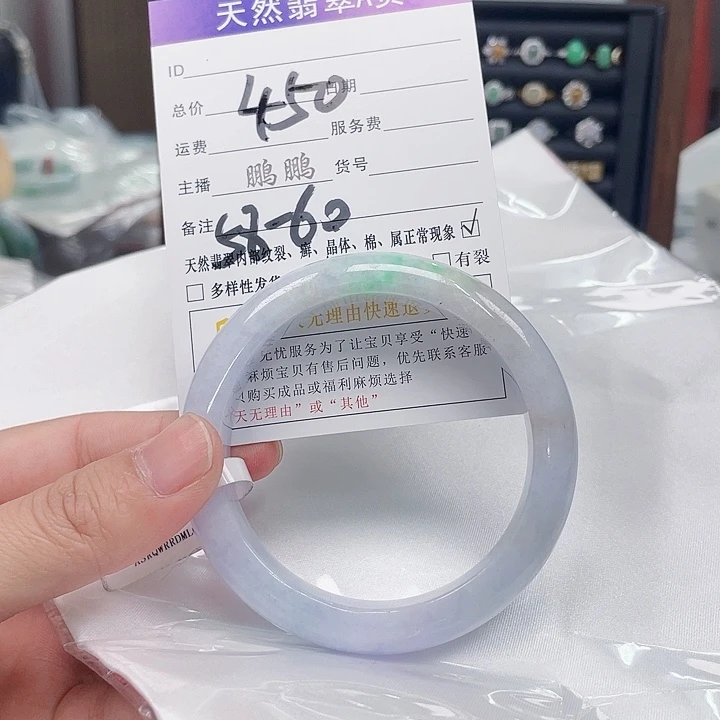 天然翡翠A货
ID
总价 450 日期
运费 服务费
主播 鹏鹏 货号
备注 58-60
天然翡翠内部纹裂、癣、晶体、棉、属正常现象 ☑
□ 多样性发货 □ 有裂
无理由快速退
无忧服务为了让宝贝享受“快速
麻烦宝贝有售后问题，优先联系客服
购买成品或福利麻烦选择
天无理由”或“其他”